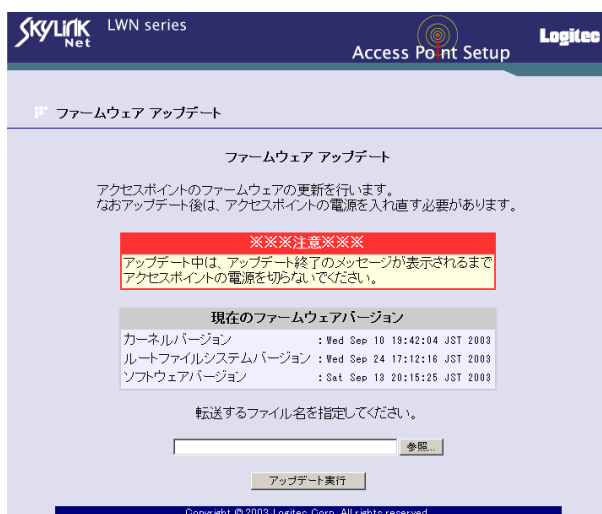 SKYLINK Net
LWN series
Access Point Setup
Logitec
ファームウェア アップデート
ファームウェア アップデート
アクセスポイントのファームウェアの更新を行います。
なおアップデート後は、アクセスポイントの電源を入れ直す必要があります。
※※※注意※※※
アップデート中は、アップデート終了のメッセージが表示されるまで
アクセスポイントの電源を切らないでください。
現在のファームウェアバージョン
カーネルバージョン : Wed Sep 10 19:42:04 JST 2003
ルートファイルシステムバージョン : Wed Sep 24 17:12:16 JST 2003
ソフトウェアバージョン : Sat Sep 13 20:15:25 JST 2003
転送するファイル名を指定してください。
参照...
アップデート実行
Copyright © 2003 Logitec Corp. All rights reserved